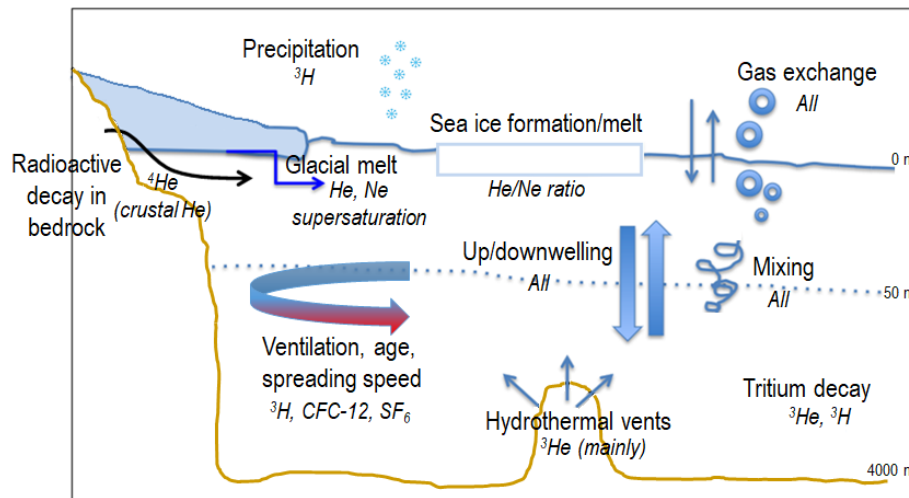 Precipitation
³H
Gas exchange
All
Sea ice formation/melt
0 m
Radioactive
decay in
bedrock
⁴He
(crustal He)
Glacial melt
He, Ne
supersaturation
He/Ne ratio
Up/downwelling
All
Mixing
All
50 m
Ventilation, age,
spreading speed
³H, CFC-12, SF₆
Hydrothermal vents
³He (mainly)
Tritium decay
³He, ³H
4000 m